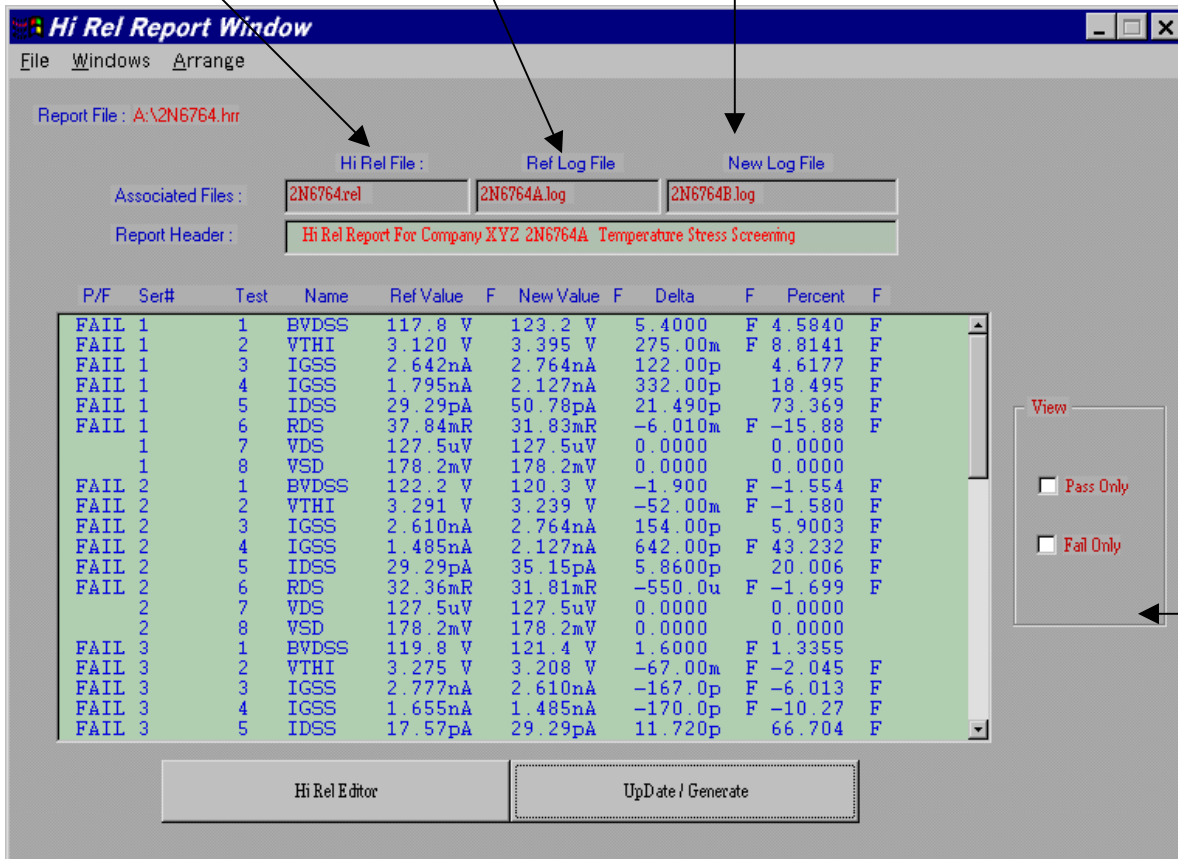 Hi Rel Report Window
File Windows Arrange
Report File : A:\2N6764.hrr
Hi Rel File : Ref Log File New Log File
Associated Files : 2N6764.rel 2N6764A.log 2N6764B.log
Report Header : Hi Rel Report For Company XYZ 2N6764A Temperature Stress Screening
P/F Ser# Test Name Ref Value F New Value F Delta F Percent F
FAIL 1 1 BVDSS 117.8 V 123.2 V 5.4000 F 4.5840 F
FAIL 1 2 VTHI 3.120 V 3.395 V 275.00m F 8.8141 F
FAIL 1 3 IGSS 2.642nA 2.764nA 122.00p 4.6177 F
FAIL 1 4 IGSS 1.795nA 2.127nA 332.00p 18.495 F
FAIL 1 5 IDSS 29.29pA 50.78pA 21.490p 73.369 F
FAIL 1 6 RDS 37.84mR 31.83mR -6.010m F -15.88 F
1 7 VDS 127.5uV 127.5uV 0.0000 0.0000
1 8 VSD 178.2mV 178.2mV 0.0000 0.0000
FAIL 2 1 BVDSS 122.2 V 120.3 V -1.900 F -1.554 F
FAIL 2 2 VTHI 3.291 V 3.239 V -52.00m F -1.580 F
FAIL 2 3 IGSS 2.610nA 2.764nA 154.00p 5.9003 F
FAIL 2 4 IGSS 1.485nA 2.127nA 642.00p F 43.232 F
FAIL 2 5 IDSS 29.29pA 35.15pA 5.8600p 20.006 F
FAIL 2 6 RDS 32.36mR 31.81mR -550.0u F -1.699 F
2 7 VDS 127.5uV 127.5uV 0.0000 0.0000
2 8 VSD 178.2mV 178.2mV 0.0000 0.0000
FAIL 3 1 BVDSS 119.8 V 121.4 V 1.6000 F 1.3355
FAIL 3 2 VTHI 3.275 V 3.208 V -67.00m F -2.045 F
FAIL 3 3 IGSS 2.777nA 2.610nA -167.0p F -6.013 F
FAIL 3 4 IGSS 1.655nA 1.485nA -170.0p F -10.27 F
FAIL 3 5 IDSS 17.57pA 29.29pA 11.720p 66.704 F
View
Pass Only
Fail Only
Hi Rel Editor UpDate / Generate